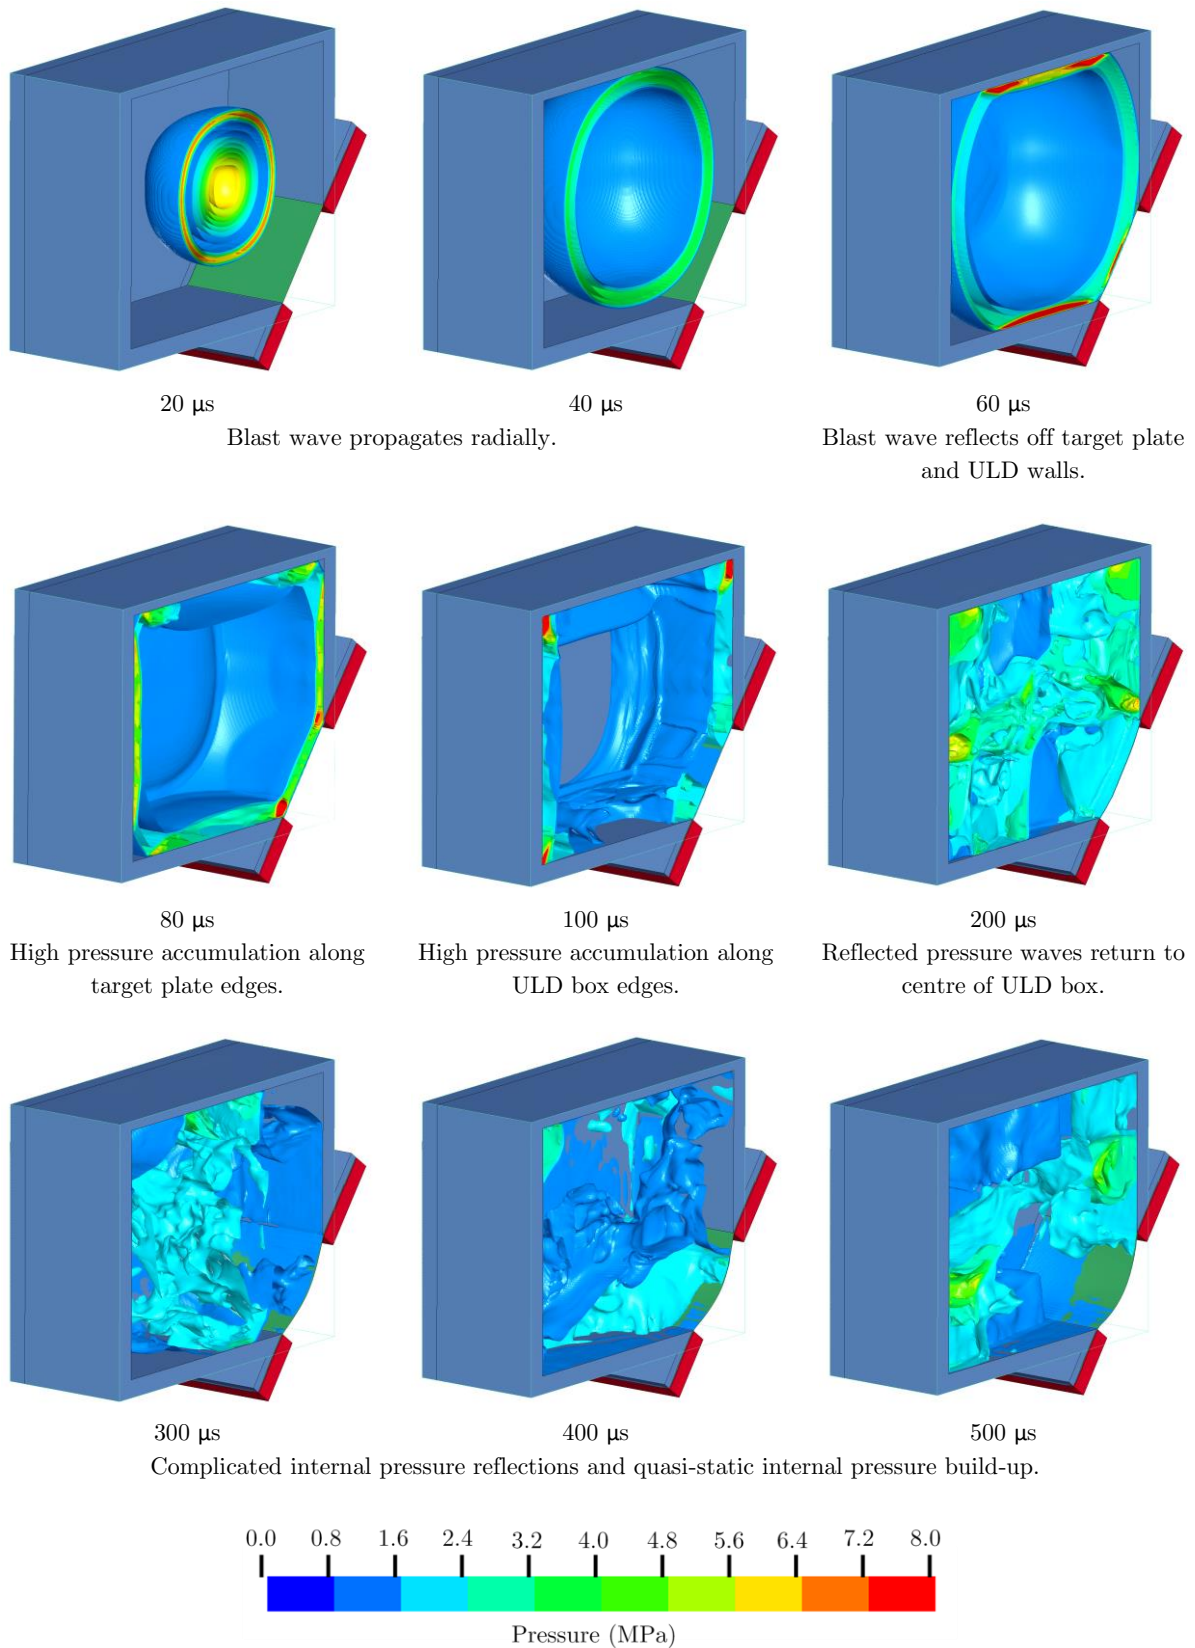 20 μs
40 μs
60 μs
Blast wave propagates radially.
Blast wave reflects off target plate
and ULD walls.
80 μs
100 μs
200 μs
High pressure accumulation along
target plate edges.
High pressure accumulation along
ULD box edges.
Reflected pressure waves return to
centre of ULD box.
300 μs
400 μs
500 μs
Complicated internal pressure reflections and quasi-static internal pressure build-up.
0.0 0.8 1.6 2.4 3.2 4.0 4.8 5.6 6.4 7.2 8.0
Pressure (MPa)